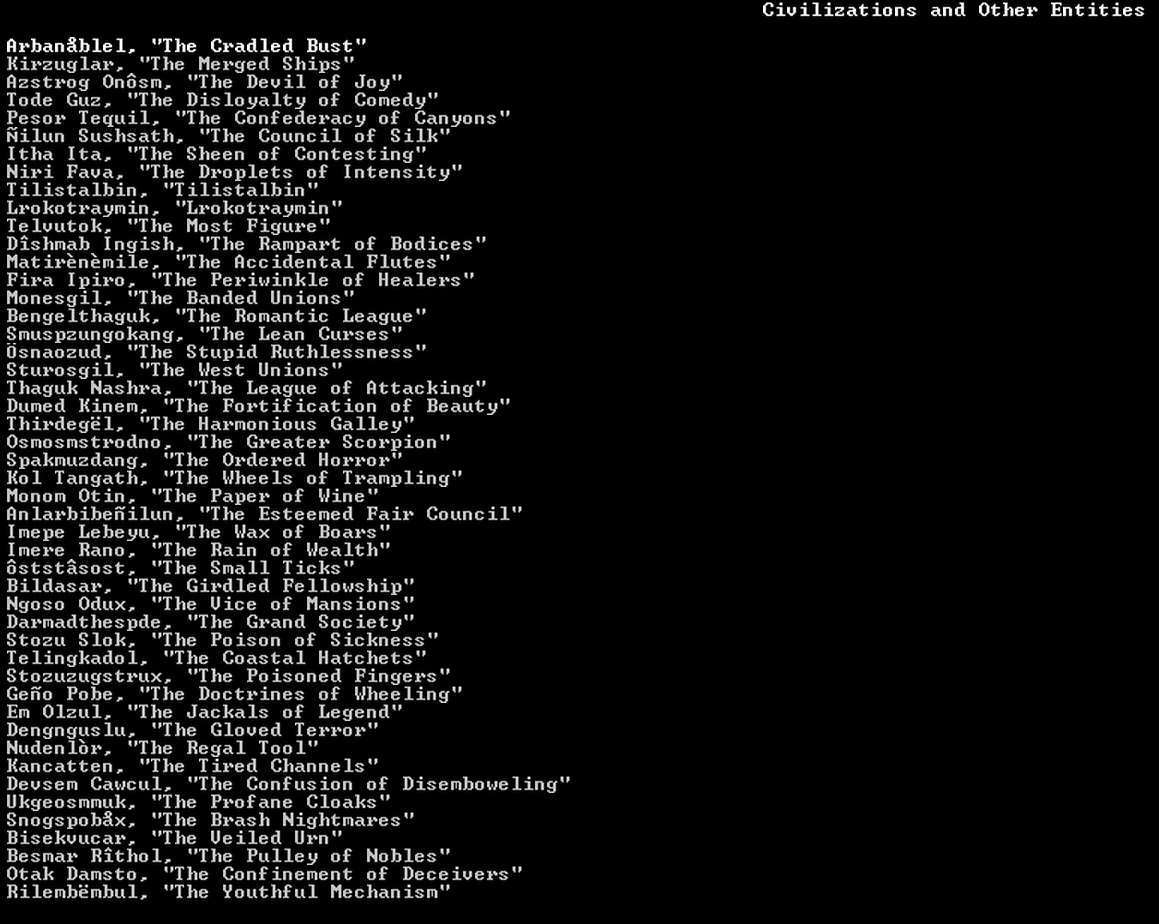 Civilizations and Other Entities
Arbanåblel, "The Cradled Bust"
Kirzuglar, "The Merged Ships"
Azstrog Onôsm, "The Devil of Joy"
Tode Guz, "The Disloyalty of Comedy"
Pesor Tequil, "The Confederacy of Canyons"
Ñilun Sushsath, "The Council of Silk"
Itha Ita, "The Sheen of Contesting"
Niri Fava, "The Droplets of Intensity"
Tilistalbin, "Tilistalbin"
Lrokotraymin, "Lrokotraymin"
Telvutok, "The Most Figure"
Dîshmab Ingish, "The Rampart of Bodices"
Matirènèmile, "The Accidental Flutes"
Fira Ipiro, "The Periwinkle of Healers"
Monesgil, "The Banded Unions"
Bengelthaguk, "The Romantic League"
Smuspzungokang, "The Lean Curses"
Ösnaozud, "The Stupid Ruthlessness"
Sturosgil, "The West Unions"
Thaguk Nashra, "The League of Attacking"
Dumed Kinem, "The Fortification of Beauty"
Thirdegël, "The Harmonious Galley"
Osmosmstrodno, "The Greater Scorpion"
Spakmuzdang, "The Ordered Horror"
Kol Tangath, "The Wheels of Trampling"
Monom Otin, "The Paper of Wine"
Anlarbibeñilun, "The Esteemed Fair Council"
Imepe Lebeyu, "The Wax of Boars"
Imere Rano, "The Rain of Wealth"
ôststâsost, "The Small Ticks"
Bildasar, "The Girdled Fellowship"
Ngoso Odux, "The Vice of Mansions"
Darmadthespde, "The Grand Society"
Stozu Slok, "The Poison of Sickness"
Telingkadol, "The Coastal Hatchets"
Stozuzugstrux, "The Poisoned Fingers"
Geño Pobe, "The Doctrines of Wheeling"
Em Olzul, "The Jackals of Legend"
Dengnguslu, "The Gloved Terror"
Nudenlòr, "The Regal Tool"
Kancatten, "The Tired Channels"
Devsem Cawcul, "The Confusion of Disemboweling"
Ukgeosmmuk, "The Profane Cloaks"
Snogspobåx, "The Brash Nightmares"
Bisekvucar, "The Veiled Urn"
Besmar Rîthol, "The Pulley of Nobles"
Otak Damsto, "The Confinement of Deceivers"
Rilembëmbul, "The Youthful Mechanism"